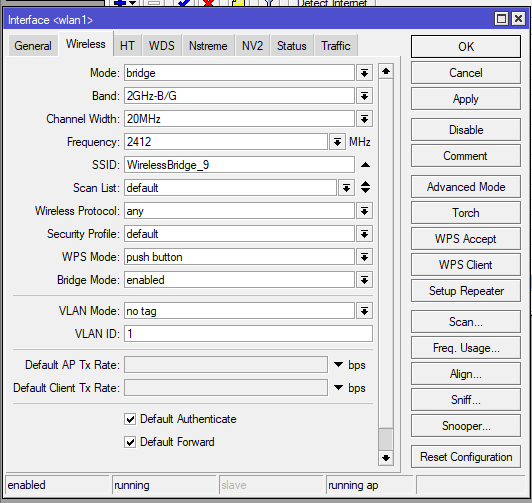 Detect Internet
Interface <wlan1>
General Wireless HT WDS Nstreme NV2 Status Traffic
Mode: bridge
Band: 2GHz-B/G
Channel Width: 20MHz
Frequency: 2412 MHz
SSID: WirelessBridge_9
Scan List: default
Wireless Protocol: any
Security Profile: default
WPS Mode: push button
Bridge Mode: enabled
VLAN Mode: no tag
VLAN ID: 1
Default AP Tx Rate: bps
Default Client Tx Rate: bps
Default Authenticate
Default Forward
OK
Cancel
Apply
Disable
Comment
Advanced Mode
Torch
WPS Accept
WPS Client
Setup Repeater
Scan...
Freq. Usage...
Align...
Sniff...
Snooper...
Reset Configuration
enabled running slave running ap